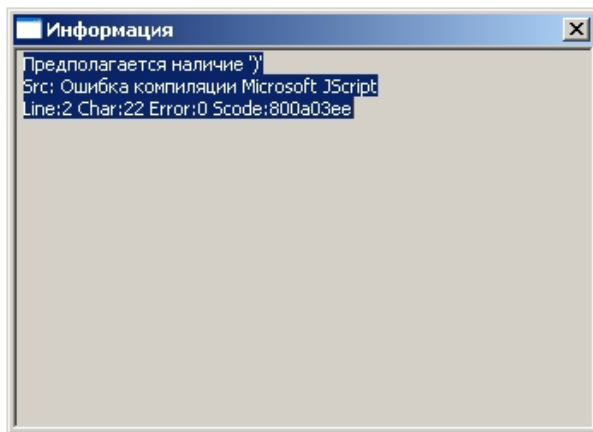 Информация
Предполагается наличие ')'
Src: Ошибка компиляции Microsoft JScript
Line:2 Char:22 Error:0 Scode:800a03ee